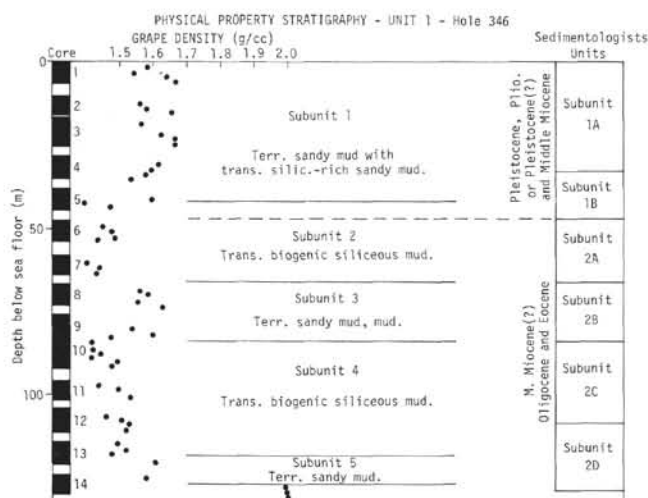 PHYSICAL PROPERTY STRATIGRAPHY - UNIT 1 - Hole 346
GRAPE DENSITY (g/cc)
Sedimentologists
Units
Core
1.5 1.6 1.7 1.8 1.9 2.0
0
50
100
Depth below sea floor (m)
1
2
3
4
5
6
7
8
9
10
11
12
13
14
Subunit 1
Terr. sandy mud with
trans. silic.-rich sandy mud.
Subunit 2
Trans. biogenic siliceous mud.
Subunit 3
Terr. sandy mud, mud.
Subunit 4
Trans. biogenic siliceous mud.
Subunit 5
Terr. sandy mud.
Pleistocene, Plio.
or Pleistocene(?)
and Middle Miocene
M. Miocene(?)
Oligocene and Eocene
Subunit
1A
Subunit
1B
Subunit
2A
Subunit
2B
Subunit
2C
Subunit
2D